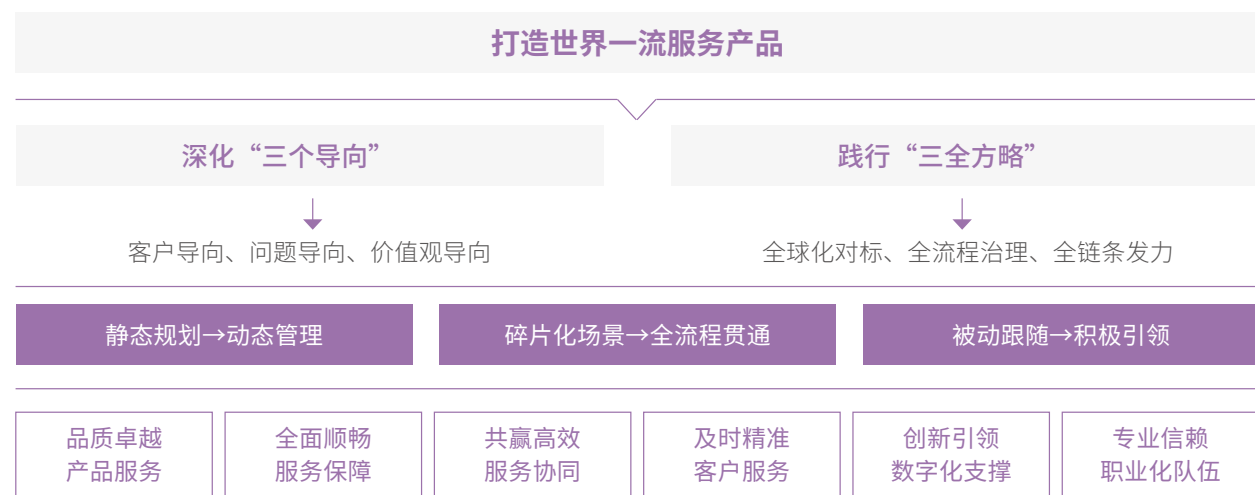 打造世界一流服务产品
深化“三个导向”
践行“三全方略”
客户导向、问题导向、价值观导向
全球化对标、全流程治理、全链条发力
静态规划→动态管理
碎片化场景→全流程贯通
被动跟随→积极引领
品质卓越
产品服务
全面顺畅
服务保障
共赢高效
服务协同
及时精准
客户服务
创新引领
数字化支撑
专业信赖
职业化队伍